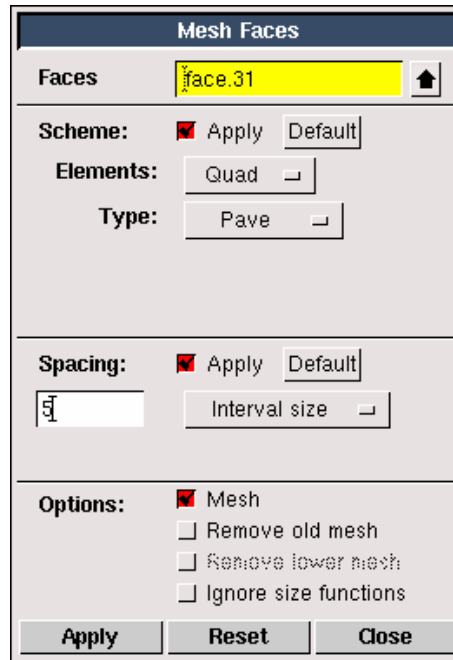 Mesh Faces
Faces face.31
Scheme: Apply Default
Elements: Quad
Type: Pave
Spacing: Apply Default
5 Interval size
Options: Mesh
Remove old mesh
Remove lower mesh
Ignore size functions
Apply Reset Close